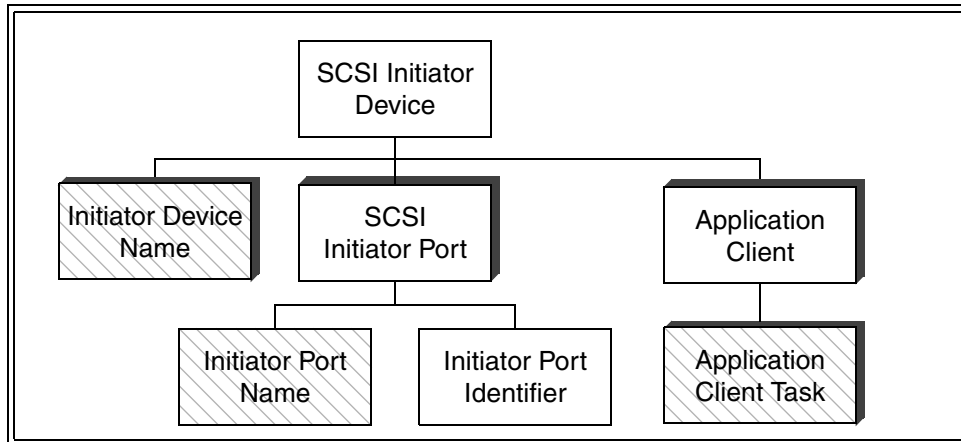 SCSI Initiator
Device
Initiator Device
Name
SCSI
Initiator Port
Application
Client
Initiator Port
Name
Initiator Port
Identifier
Application
Client Task